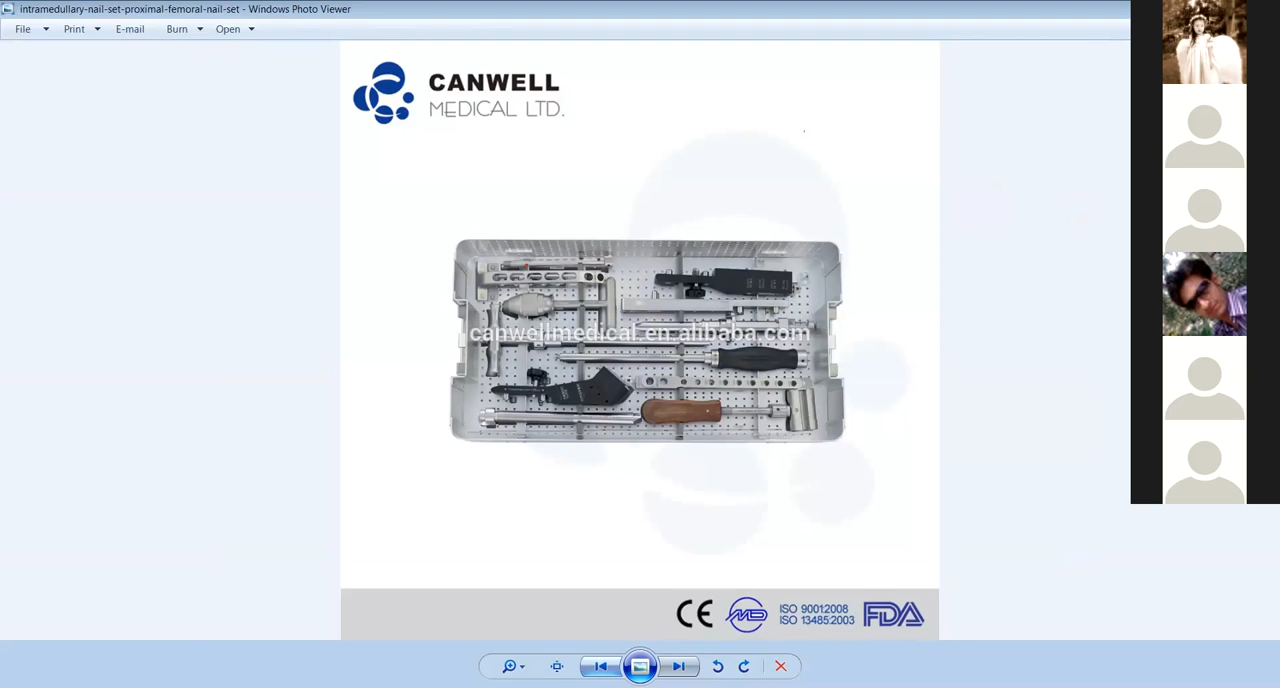 intramedullary-nail-set-proximal-femoral-nail-set - Windows Photo Viewer
File Print E-mail Burn Open
CANWELL
MEDICAL LTD.
canwellmedical.en.alibaba.com
CE MD ISO 9001:2008 FDA
ISO 13485:2003